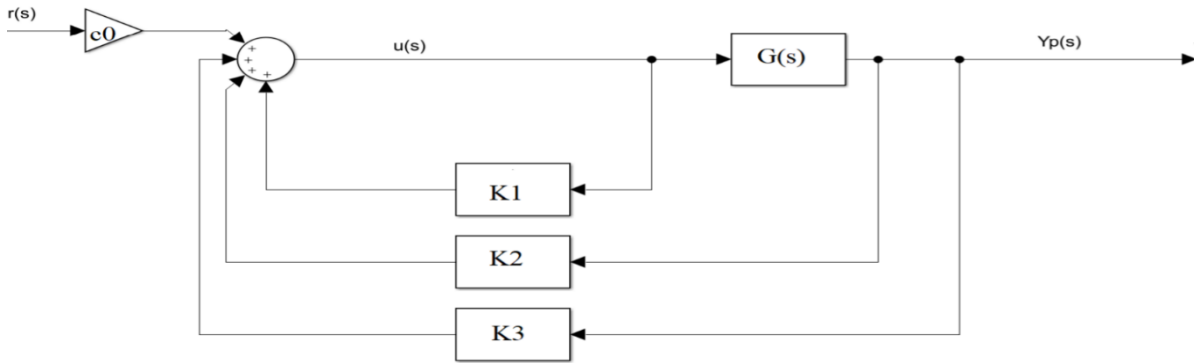 r(s)
c0
+
+
+
+
u(s)
G(s)
Yp(s)
K1
K2
K3